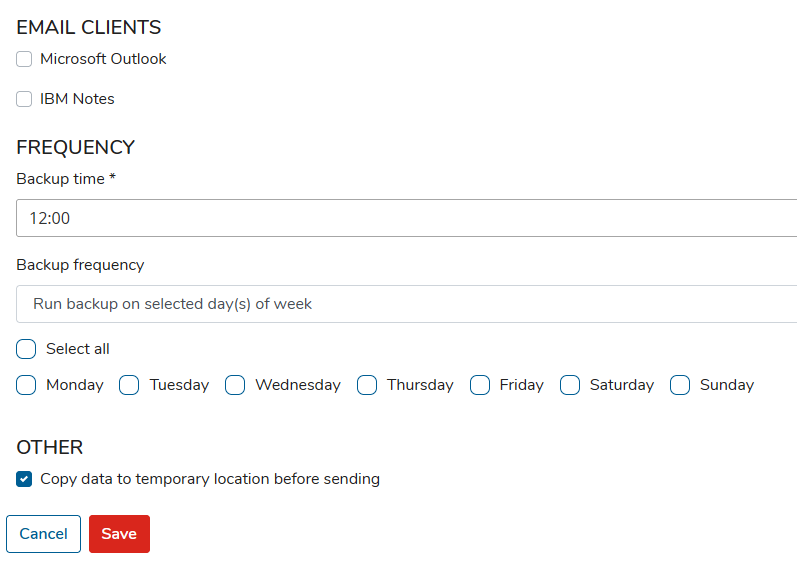 EMAIL CLIENTS
Microsoft Outlook
IBM Notes
FREQUENCY
Backup time *
12:00
Backup frequency
Run backup on selected day(s) of week
Select all
Monday Tuesday Wednesday Thursday Friday Saturday Sunday
OTHER
Copy data to temporary location before sending
Cancel Save